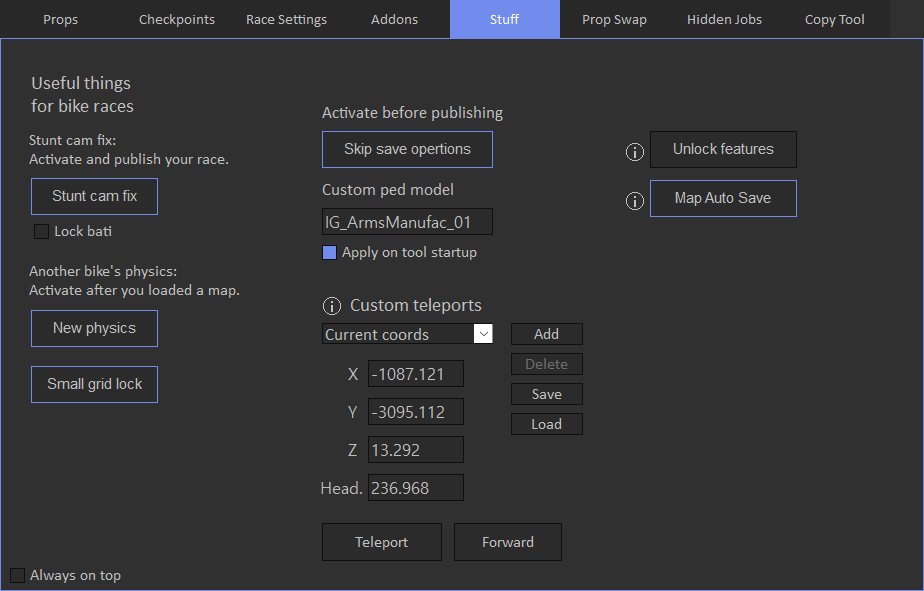 Props Checkpoints Race Settings Addons Stuff Prop Swap Hidden Jobs Copy Tool
Useful things
for bike races
Stunt cam fix:
Activate and publish your race.
Stunt cam fix
Lock bati
Another bike's physics:
Activate after you loaded a map.
New physics
Small grid lock
Activate before publishing
Skip save opertions
Custom ped model
IG_ArmsManufac_01
Apply on tool startup
Custom teleports
Current coords
X -1087.121
Y -3095.112
Z 13.292
Head. 236.968
Add
Delete
Save
Load
Teleport Forward
Unlock features
Map Auto Save
Always on top